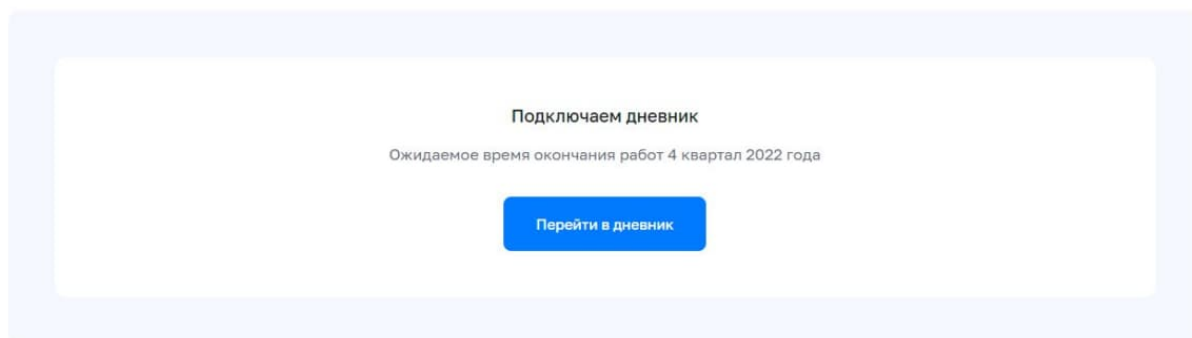 Подключаем дневник
Ожидаемое время окончания работ 4 квартал 2022 года
Перейти в дневник